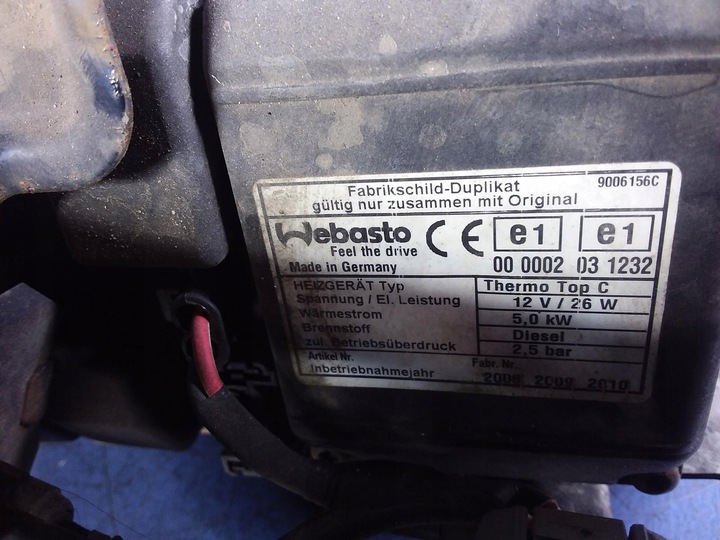 Fabrikschild-Duplikat 9006156C
gültig nur zusammen mit Original
Webasto CE e1 e1
Feel the drive
Made in Germany 00 0002 03 1232
HEIZGERÄT Typ Thermo Top C
Spannung / El. Leistung 12 V / 26 W
Wärmestrom 5,0 kW
Brennstoff Diesel
zul. Betriebsüberdruck 2,5 bar
Artikel Nr. Fabr. Nr.
Inbetriebnahmejahr 2008 2009 2010